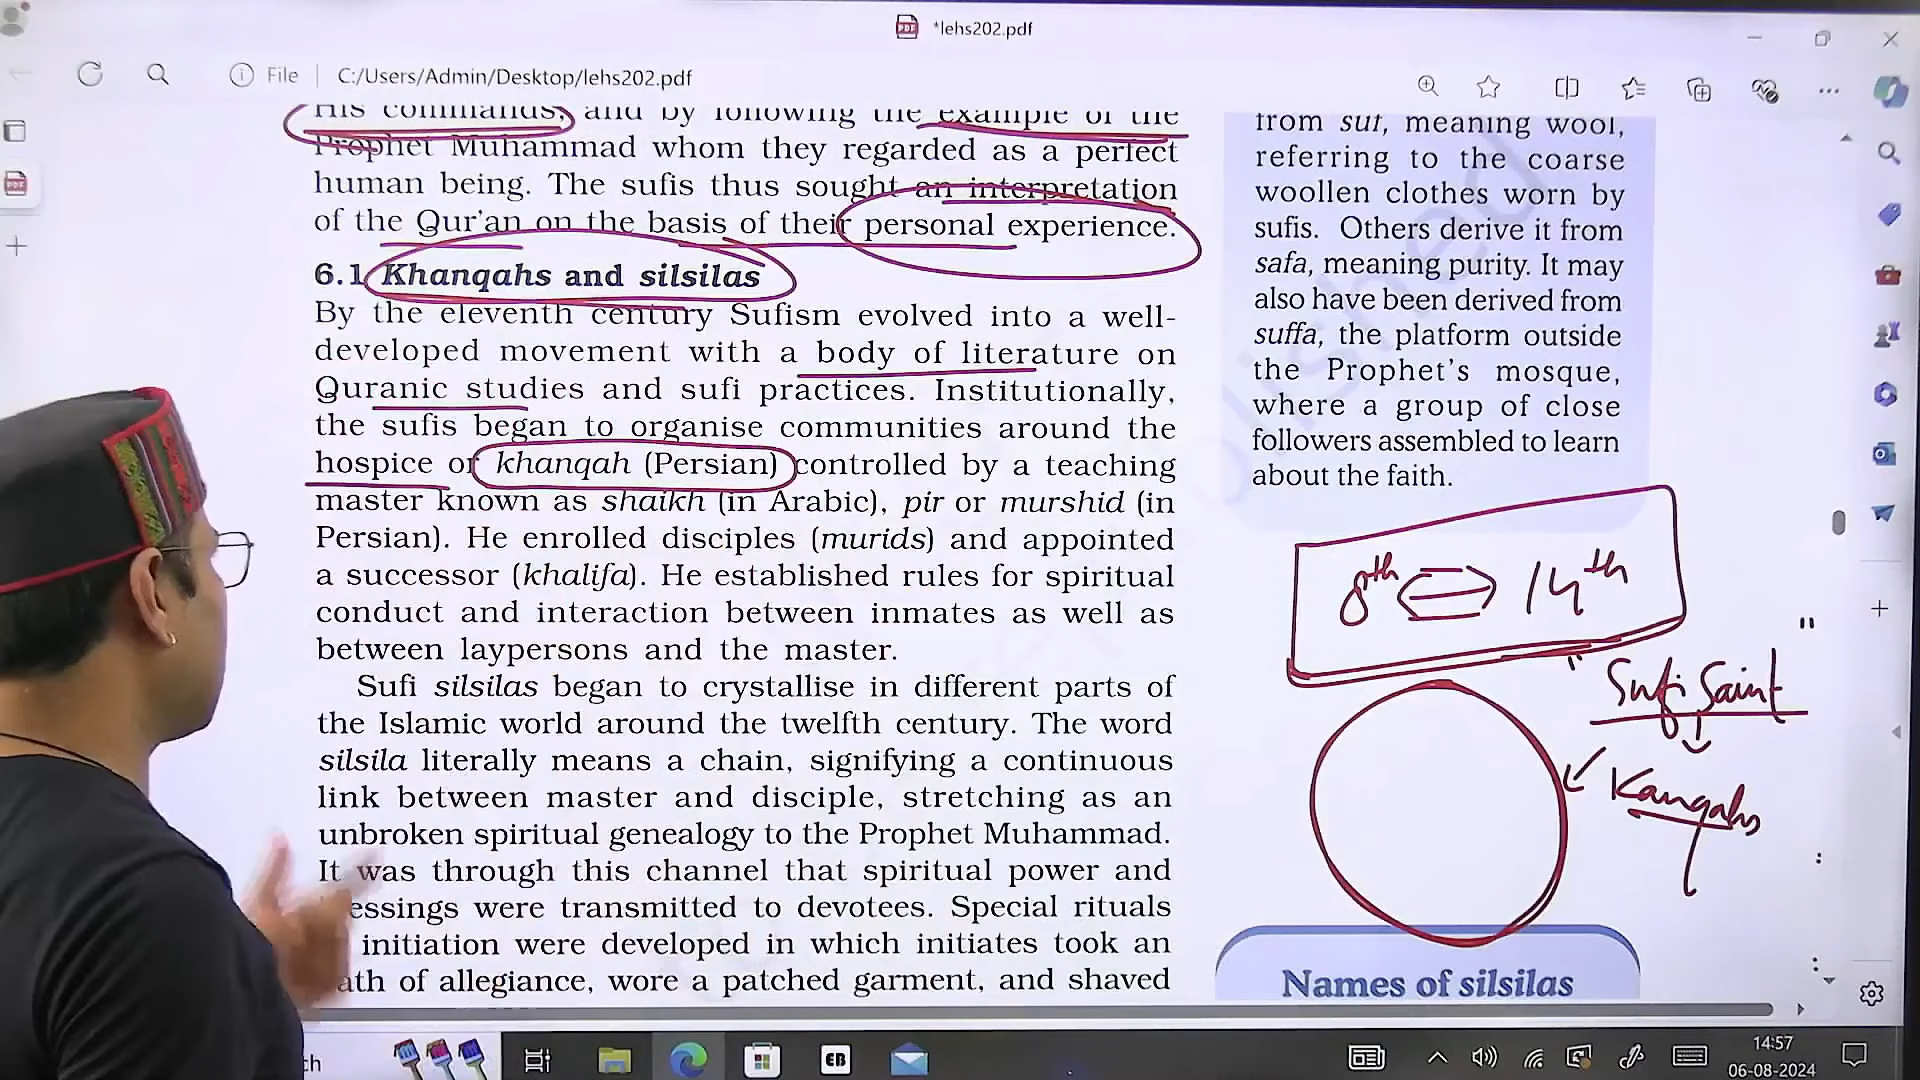 *lehs202.pdf
File
C:/Users/Admin/Desktop/lehs202.pdf
His commands, and by following the example of the
Prophet Muhammad whom they regarded as a perfect
human being. The sufis thus sought an interpretation
of the Qur'an on the basis of their personal experience.
6.1 Khanqahs and silsilas
By the eleventh century Sufism evolved into a well-
developed movement with a body of literature on
Quranic studies and sufi practices. Institutionally,
the sufis began to organise communities around the
hospice or khanqah (Persian) controlled by a teaching
master known as shaikh (in Arabic), pir or murshid (in
Persian). He enrolled disciples (murids) and appointed
a successor (khalifa). He established rules for spiritual
conduct and interaction between inmates as well as
between laypersons and the master.
Sufi silsilas began to crystallise in different parts of
the Islamic world around the twelfth century. The word
silsila literally means a chain, signifying a continuous
link between master and disciple, stretching as an
unbroken spiritual genealogy to the Prophet Muhammad.
It was through this channel that spiritual power and
essings were transmitted to devotees. Special rituals
initiation were developed in which initiates took an
ath of allegiance, wore a patched garment, and shaved
from suf, meaning wool,
referring to the coarse
woollen clothes worn by
sufis. Others derive it from
safa, meaning purity. It may
also have been derived from
suffa, the platform outside
the Prophet's mosque,
where a group of close
followers assembled to learn
about the faith.
8th 14th
" Sufi Saint "
Kanqahs
Names of silsilas
14:57
06-08-2024